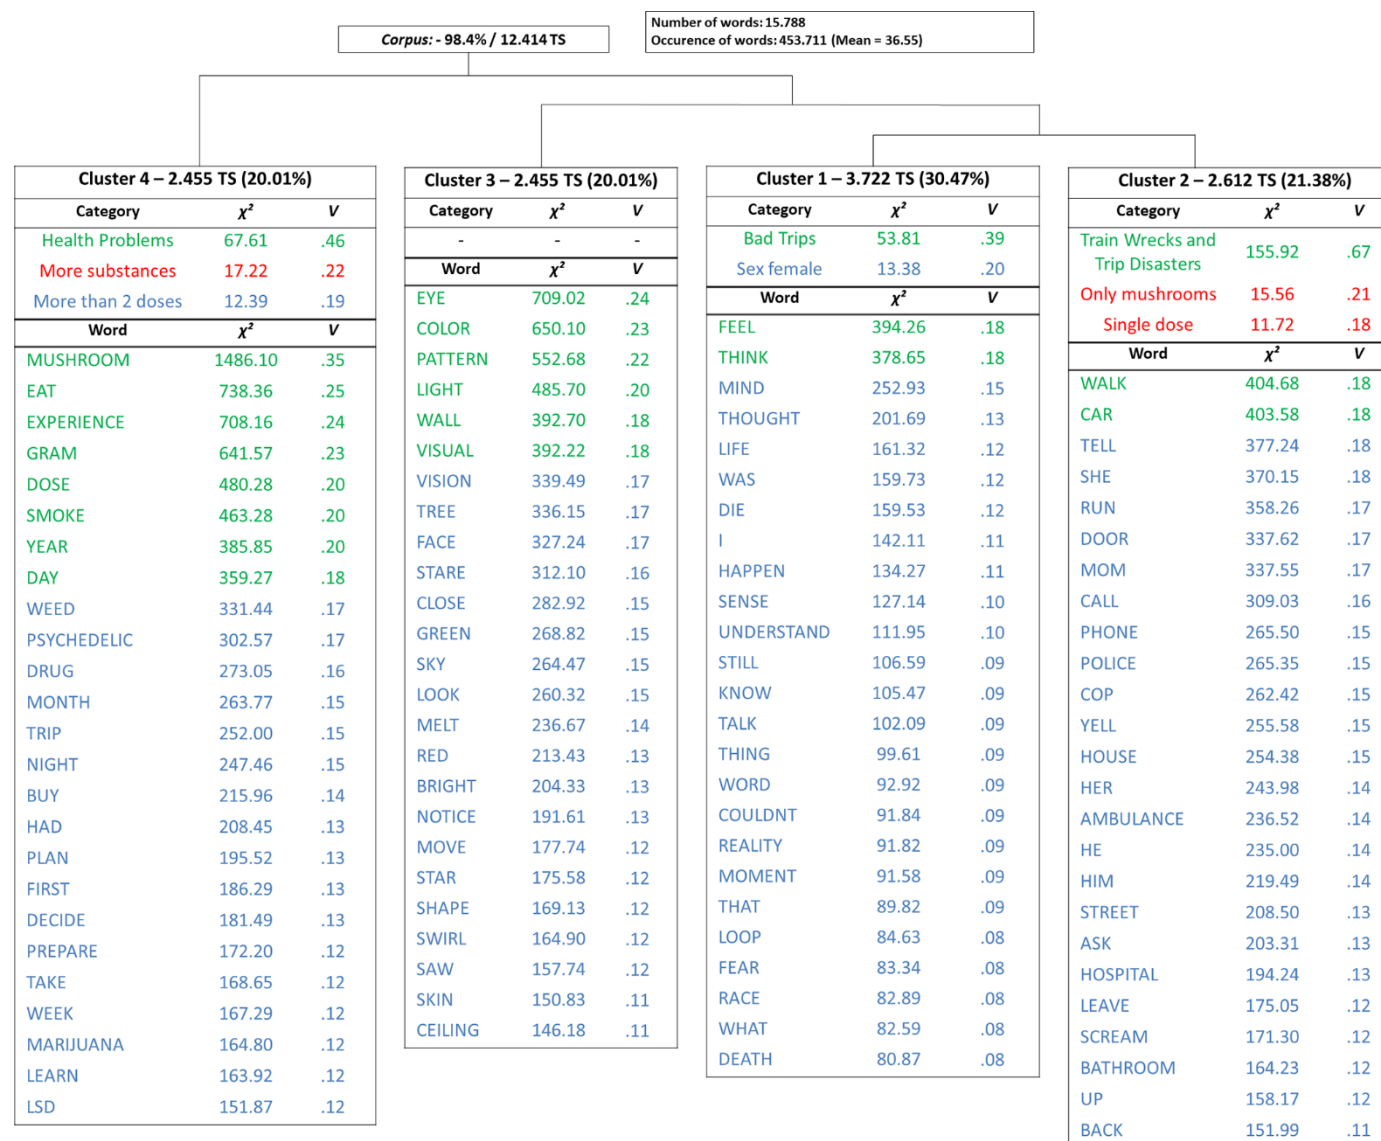 Corpus: - 98.4% / 12.414 TS
Number of words: 15.788
Occurence of words: 453.711 (Mean = 36.55)
Cluster 4 – 2.455 TS (20.01%)
Category χ² V
Health Problems 67.61 .46
More substances 17.22 .22
More than 2 doses 12.39 .19
Word χ² V
MUSHROOM 1486.10 .35
EAT 738.36 .25
EXPERIENCE 708.16 .24
GRAM 641.57 .23
DOSE 480.28 .20
SMOKE 463.28 .20
YEAR 385.85 .20
DAY 359.27 .18
WEED 331.44 .17
PSYCHEDELIC 302.57 .17
DRUG 273.05 .16
MONTH 263.77 .15
TRIP 252.00 .15
NIGHT 247.46 .15
BUY 215.96 .14
HAD 208.45 .13
PLAN 195.52 .13
FIRST 186.29 .13
DECIDE 181.49 .13
PREPARE 172.20 .12
TAKE 168.65 .12
WEEK 167.29 .12
MARIJUANA 164.80 .12
LEARN 163.92 .12
LSD 151.87 .12
Cluster 3 – 2.455 TS (20.01%)
Category χ² V
- - -
Word χ² V
EYE 709.02 .24
COLOR 650.10 .23
PATTERN 552.68 .22
LIGHT 485.70 .20
WALL 392.70 .18
VISUAL 392.22 .18
VISION 339.49 .17
TREE 336.15 .17
FACE 327.24 .17
STARE 312.10 .16
CLOSE 282.92 .15
GREEN 268.82 .15
SKY 264.47 .15
LOOK 260.32 .15
MELT 236.67 .14
RED 213.43 .13
BRIGHT 204.33 .13
NOTICE 191.61 .13
MOVE 177.74 .12
STAR 175.58 .12
SHAPE 169.13 .12
SWIRL 164.90 .12
SAW 157.74 .12
SKIN 150.83 .11
CEILING 146.18 .11
Cluster 1 – 3.722 TS (30.47%)
Category χ² V
Bad Trips 53.81 .39
Sex female 13.38 .20
Word χ² V
FEEL 394.26 .18
THINK 378.65 .18
MIND 252.93 .15
THOUGHT 201.69 .13
LIFE 161.32 .12
WAS 159.73 .12
DIE 159.53 .12
I 142.11 .11
HAPPEN 134.27 .11
SENSE 127.14 .10
UNDERSTAND 111.95 .10
STILL 106.59 .09
KNOW 105.47 .09
TALK 102.09 .09
THING 99.61 .09
WORD 92.92 .09
COULDNT 91.84 .09
REALITY 91.82 .09
MOMENT 91.58 .09
THAT 89.82 .09
LOOP 84.63 .08
FEAR 83.34 .08
RACE 82.89 .08
WHAT 82.59 .08
DEATH 80.87 .08
Cluster 2 – 2.612 TS (21.38%)
Category χ² V
Train Wrecks and
Trip Disasters 155.92 .67
Only mushrooms 15.56 .21
Single dose 11.72 .18
Word χ² V
WALK 404.68 .18
CAR 403.58 .18
TELL 377.24 .18
SHE 370.15 .18
RUN 358.26 .17
DOOR 337.62 .17
MOM 337.55 .17
CALL 309.03 .16
PHONE 265.50 .15
POLICE 265.35 .15
COP 262.42 .15
YELL 255.58 .15
HOUSE 254.38 .15
HER 243.98 .14
AMBULANCE 236.52 .14
HE 235.00 .14
HIM 219.49 .14
STREET 208.50 .13
ASK 203.31 .13
HOSPITAL 194.24 .13
LEAVE 175.05 .12
SCREAM 171.30 .12
BATHROOM 164.23 .12
UP 158.17 .12
BACK 151.99 .11